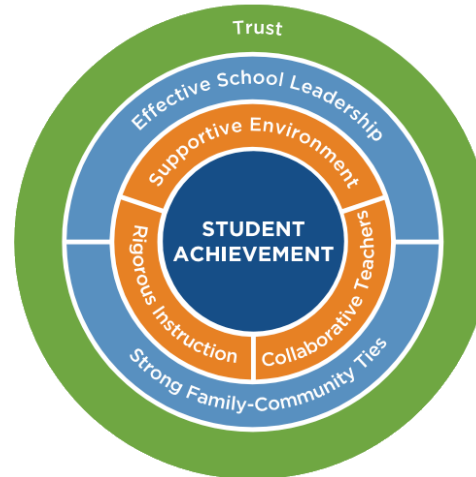 Trust
Effective School Leadership
Supportive Environment
STUDENT
ACHIEVEMENT
Rigorous Instruction
Collaborative Teachers
Strong Family-Community Ties